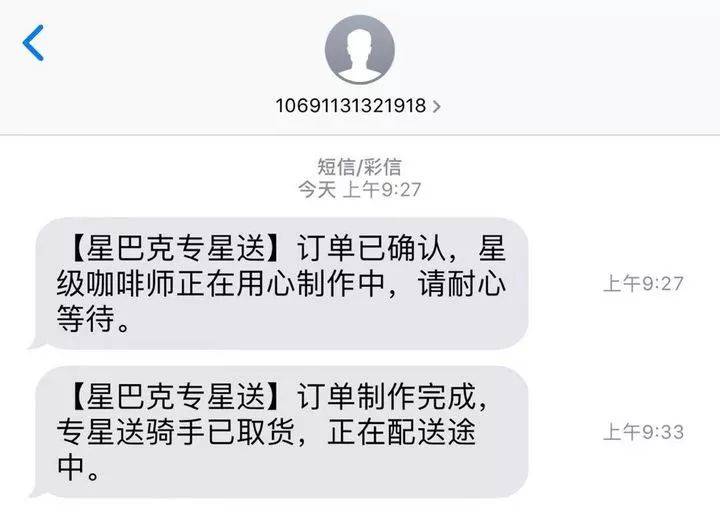 10691131321918
短信/彩信
今天 上午9:27
【星巴克专星送】订单已确认，星
级咖啡师正在用心制作中，请耐心
等待。
上午9:27
【星巴克专星送】订单制作完成，
专星送骑手已取货，正在配送途
中。
上午9:33